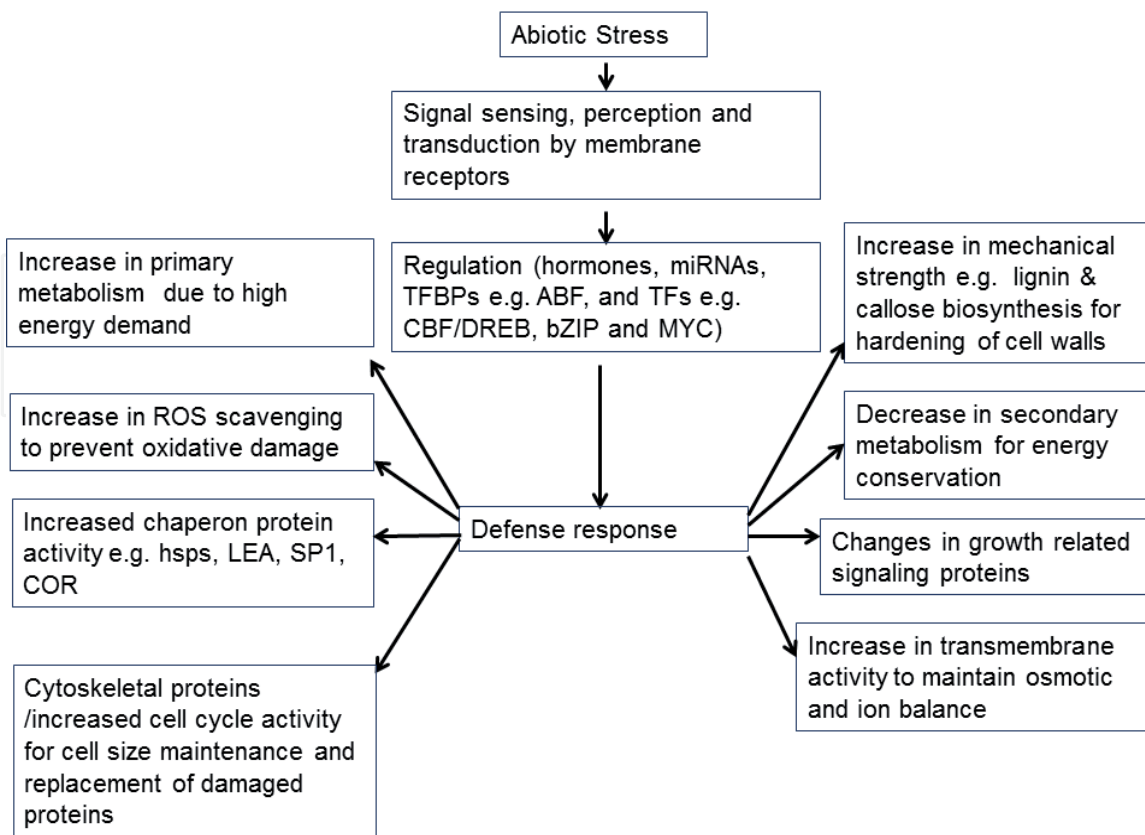 Abiotic Stress
Signal sensing, perception and
transduction by membrane
receptors
Regulation (hormones, miRNAs,
TFBPs e.g. ABF, and TFs e.g.
CBF/DREB, bZIP and MYC)
Defense response
Increase in primary
metabolism due to high
energy demand
Increase in ROS scavenging
to prevent oxidative damage
Increased chaperon protein
activity e.g. hsps, LEA, SP1,
COR
Cytoskeletal proteins
/increased cell cycle activity
for cell size maintenance and
replacement of damaged
proteins
Increase in mechanical
strength e.g. lignin &
callose biosynthesis for
hardening of cell walls
Decrease in secondary
metabolism for energy
conservation
Changes in growth related
signaling proteins
Increase in transmembrane
activity to maintain osmotic
and ion balance